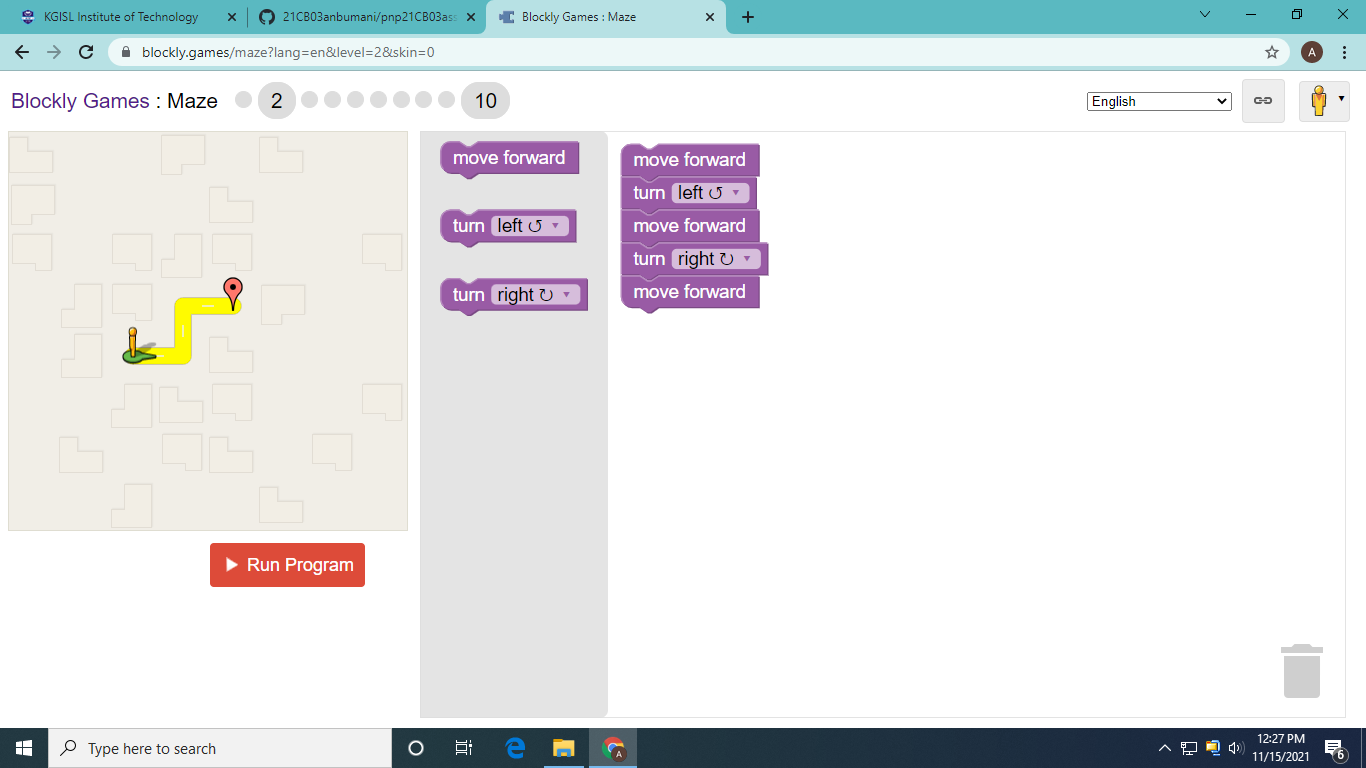 KGISL Institute of Technology
21CB03anbumani/pnp21CB03ass
Blockly Games : Maze
blockly.games/maze?lang=en&level=2&skin=0
A
Blockly Games : Maze
2
10
English
move forward
turn left ↺
turn right ↻
move forward
turn left ↺
move forward
turn right ↻
move forward
Run Program
Type here to search
A
12:27 PM
11/15/2021
6